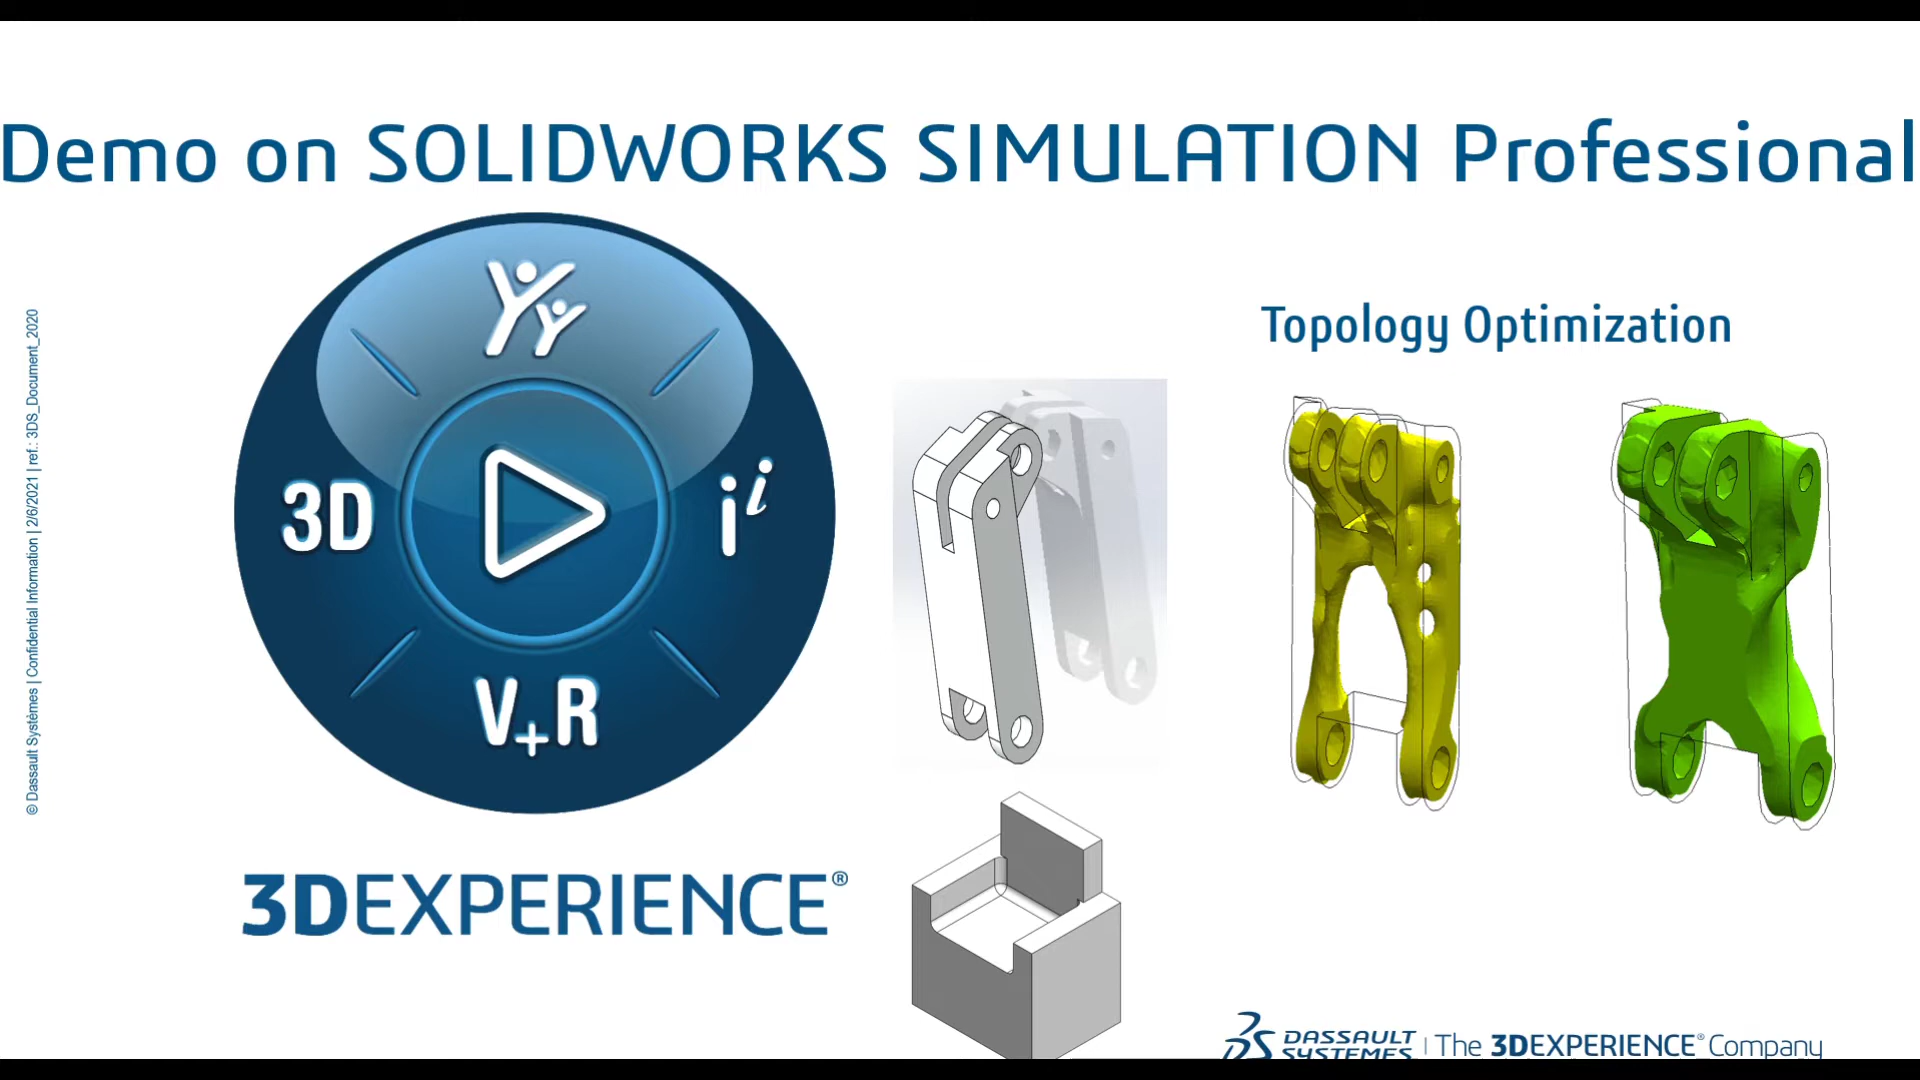 Demo on SOLIDWORKS SIMULATION Professional
© Dassault Systèmes | Confidential Information | 2/6/2021 | ref.: 3DS_Document_2020
3D
i i
V+R
3DEXPERIENCE®
Topology Optimization
DASSAULT SYSTEMES | The 3DEXPERIENCE® Company